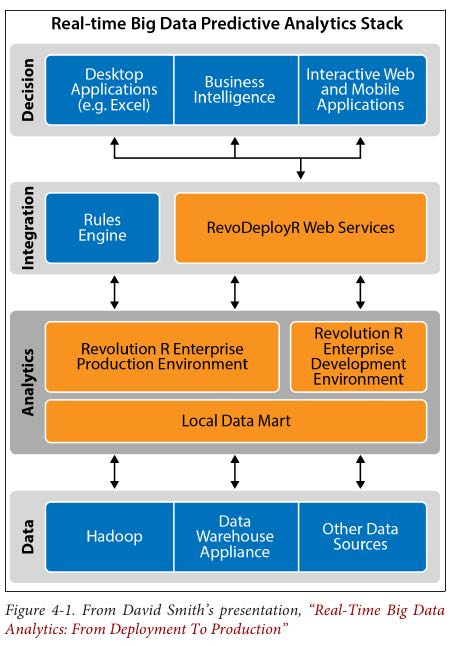 Real-time Big Data Predictive Analytics Stack
Decision
Desktop
Applications
(e.g. Excel)
Business
Intelligence
Interactive Web
and Mobile
Applications
Integration
Rules
Engine
RevoDeployR Web Services
Analytics
Revolution R Enterprise
Production Environment
Revolution R
Enterprise
Development
Environment
Local Data Mart
Data
Hadoop
Data
Warehouse
Appliance
Other Data
Sources
Figure 4-1. From David Smith’s presentation, “Real-Time Big Data
Analytics: From Deployment To Production”